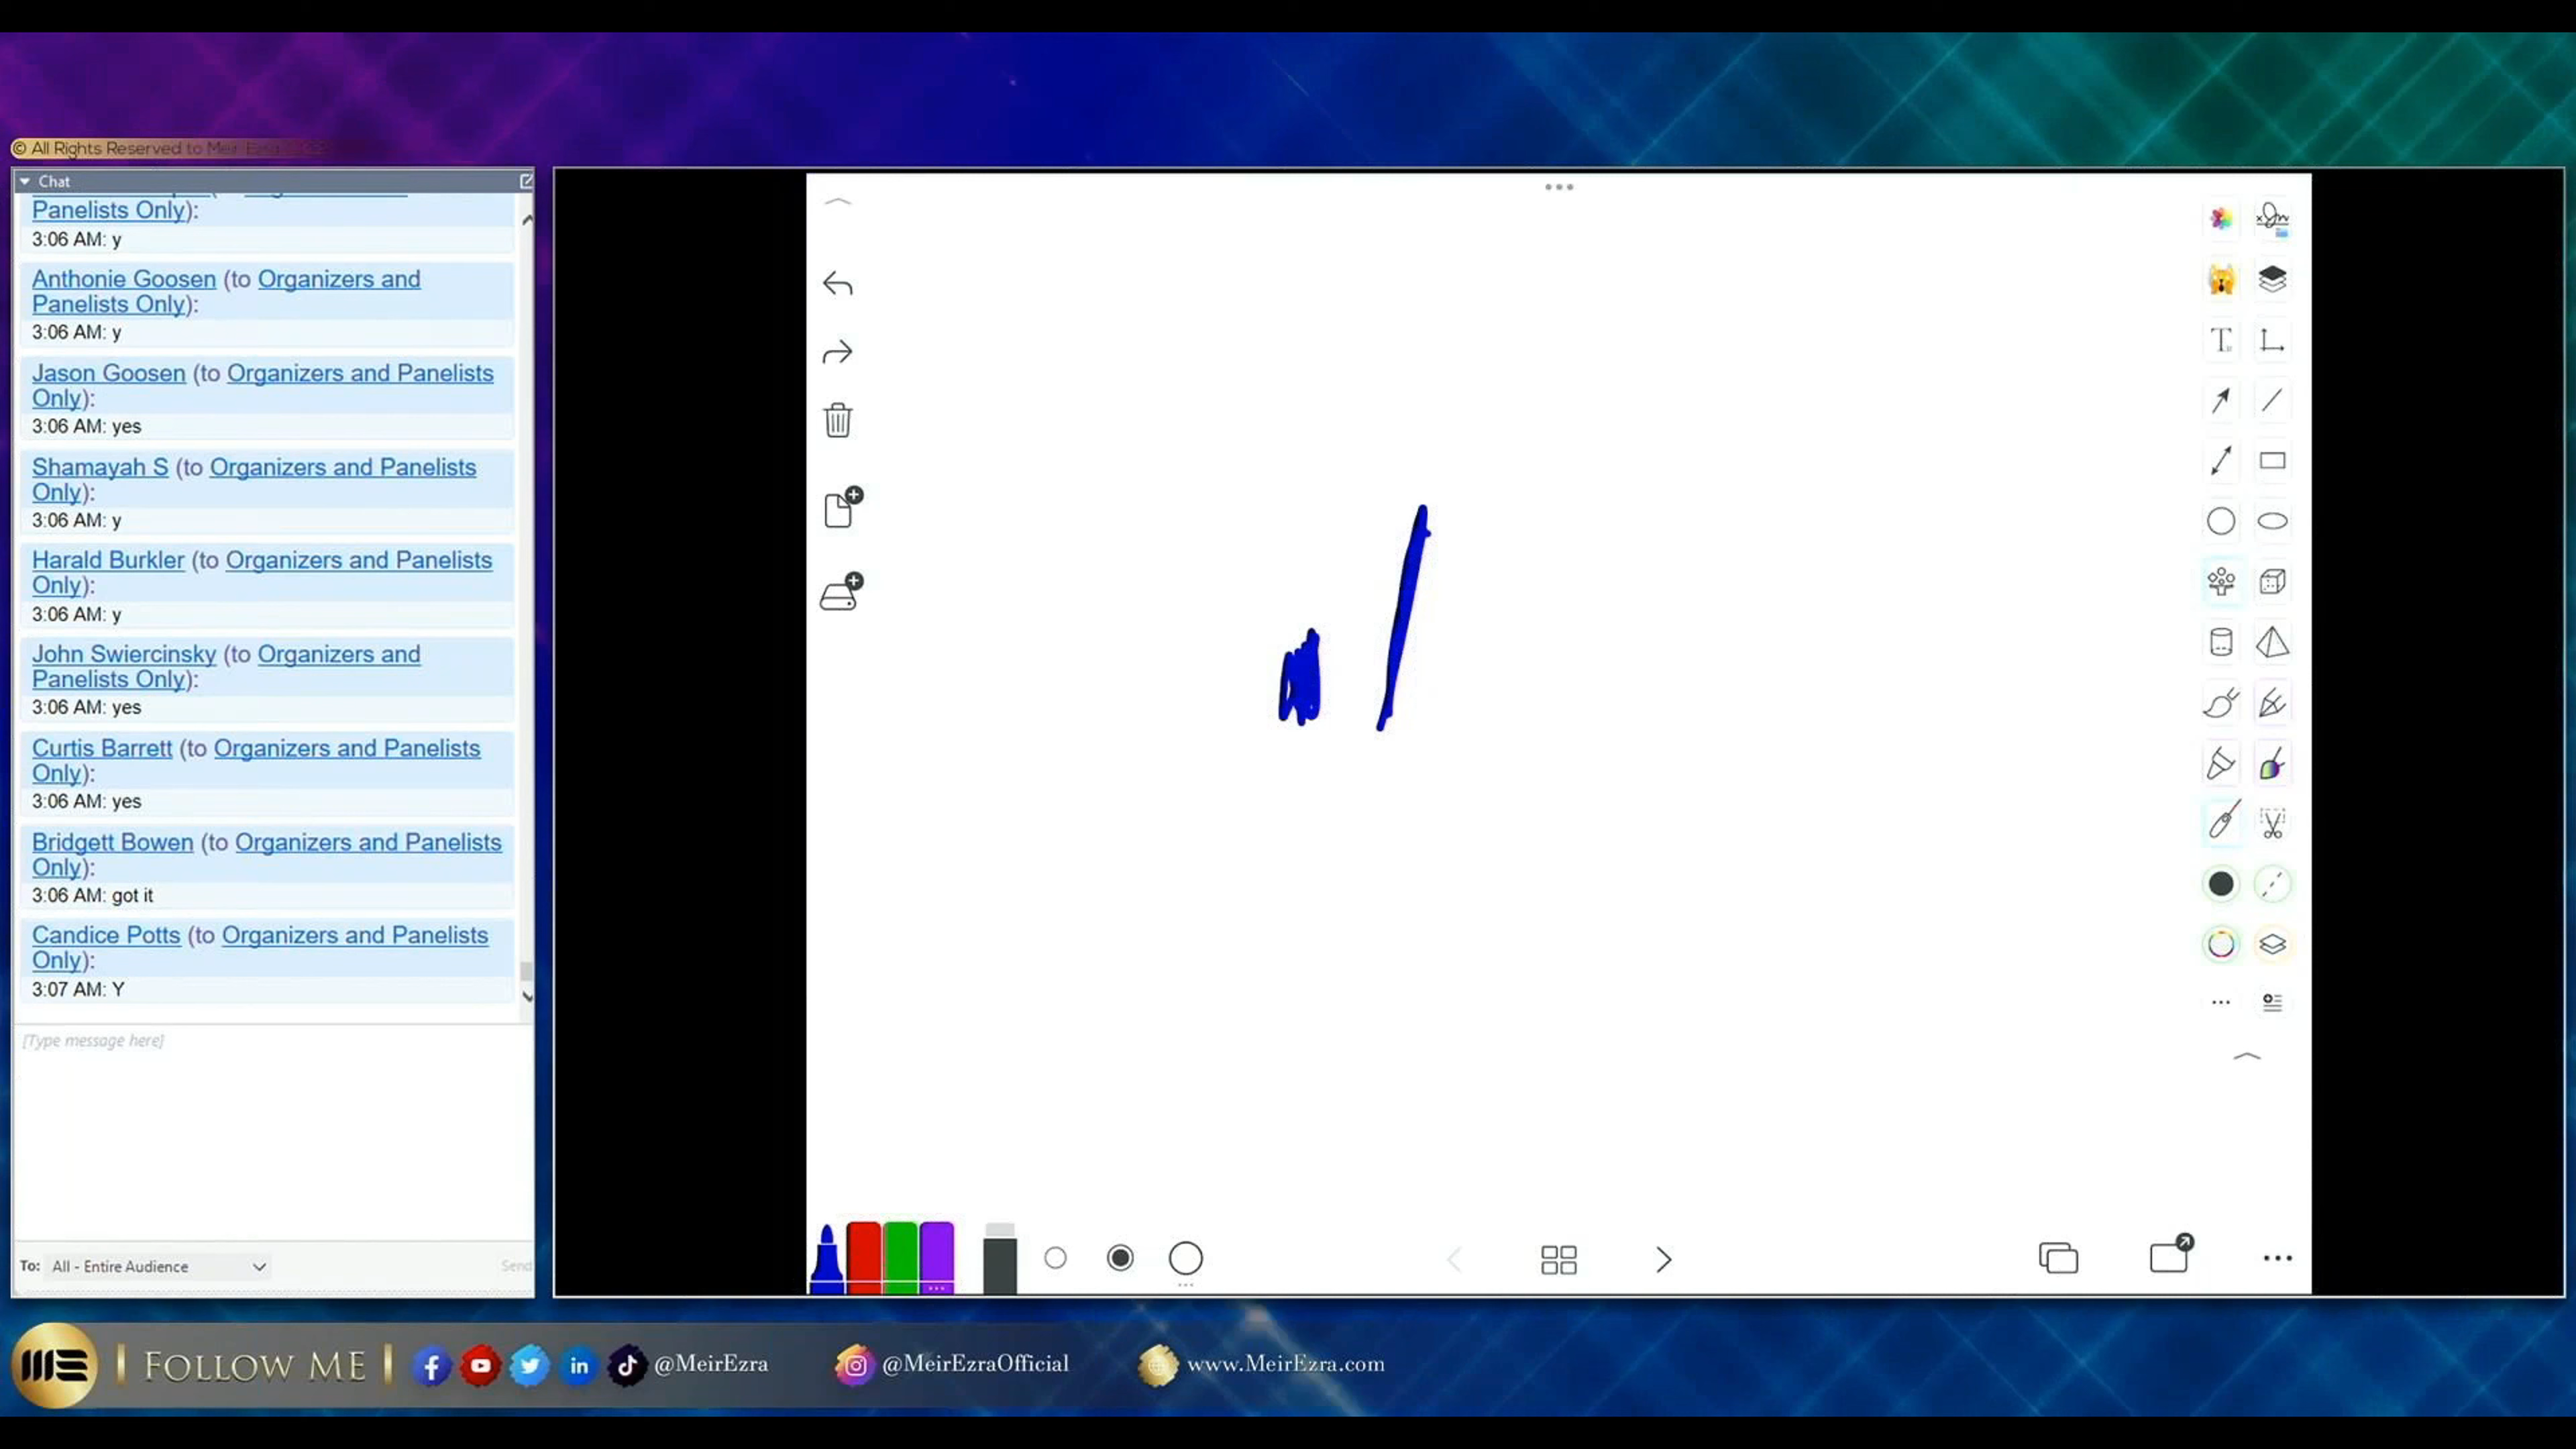 © All Rights Reserved to Meir Ezra
Chat
Panelists Only):
3:06 AM: y
Anthonie Goosen (to Organizers and
Panelists Only):
3:06 AM: y
Jason Goosen (to Organizers and Panelists
Only):
3:06 AM: yes
Shamayah S (to Organizers and Panelists
Only):
3:06 AM: y
Harald Burkler (to Organizers and Panelists
Only):
3:06 AM: y
John Swiercinsky (to Organizers and
Panelists Only):
3:06 AM: yes
Curtis Barrett (to Organizers and Panelists
Only):
3:06 AM: yes
Bridgett Bowen (to Organizers and Panelists
Only):
3:06 AM: got it
Candice Potts (to Organizers and Panelists
Only):
3:07 AM: Y
[Type message here]
To: All - Entire Audience
Send
FOLLOW ME
@MeirEzra
@MeirEzraOfficial
www.MeirEzra.com